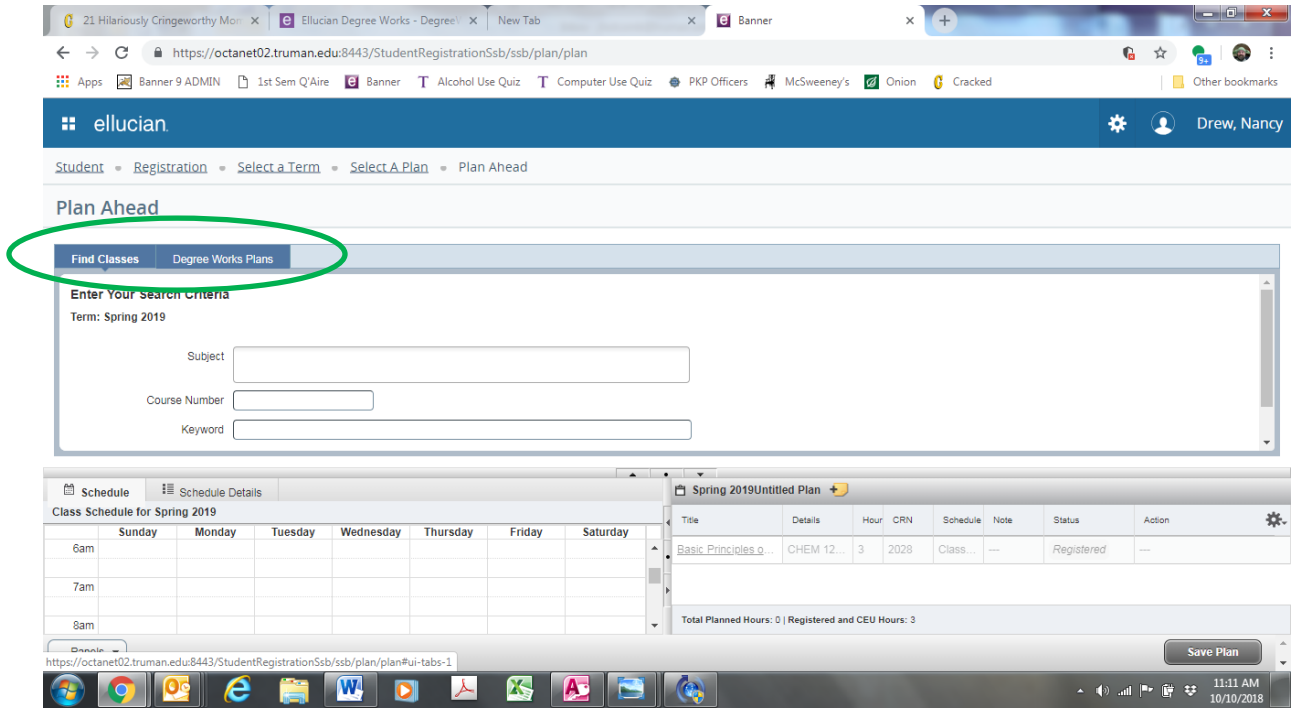 21 Hilariously Cringeworthy Mon
Ellucian Degree Works - Degree
New Tab
Banner
https://octanet02.truman.edu:8443/StudentRegistrationSsb/ssb/plan/plan
9+
Apps Banner 9 ADMIN 1st Sem Q'Aire Banner Alcohol Use Quiz Computer Use Quiz PKP Officers McSweeney's Onion Cracked Other bookmarks
ellucian. Drew, Nancy
Student Registration Select a Term Select A Plan Plan Ahead
Plan Ahead
Find Classes Degree Works Plans
Enter Your Search Criteria
Term: Spring 2019
Subject
Course Number
Keyword
Schedule Schedule Details
Class Schedule for Spring 2019
Sunday Monday Tuesday Wednesday Thursday Friday Saturday
6am
7am
8am
Spring 2019Untitled Plan
Title Details Hour CRN Schedule Note Status Action
Basic Principles o... CHEM 12... 3 2028 Class... --- Registered ---
Total Planned Hours: 0 | Registered and CEU Hours: 3
Panels
Save Plan
https://octanet02.truman.edu:8443/StudentRegistrationSsb/ssb/plan/plan#ui-tabs-1
11:11 AM
10/10/2018